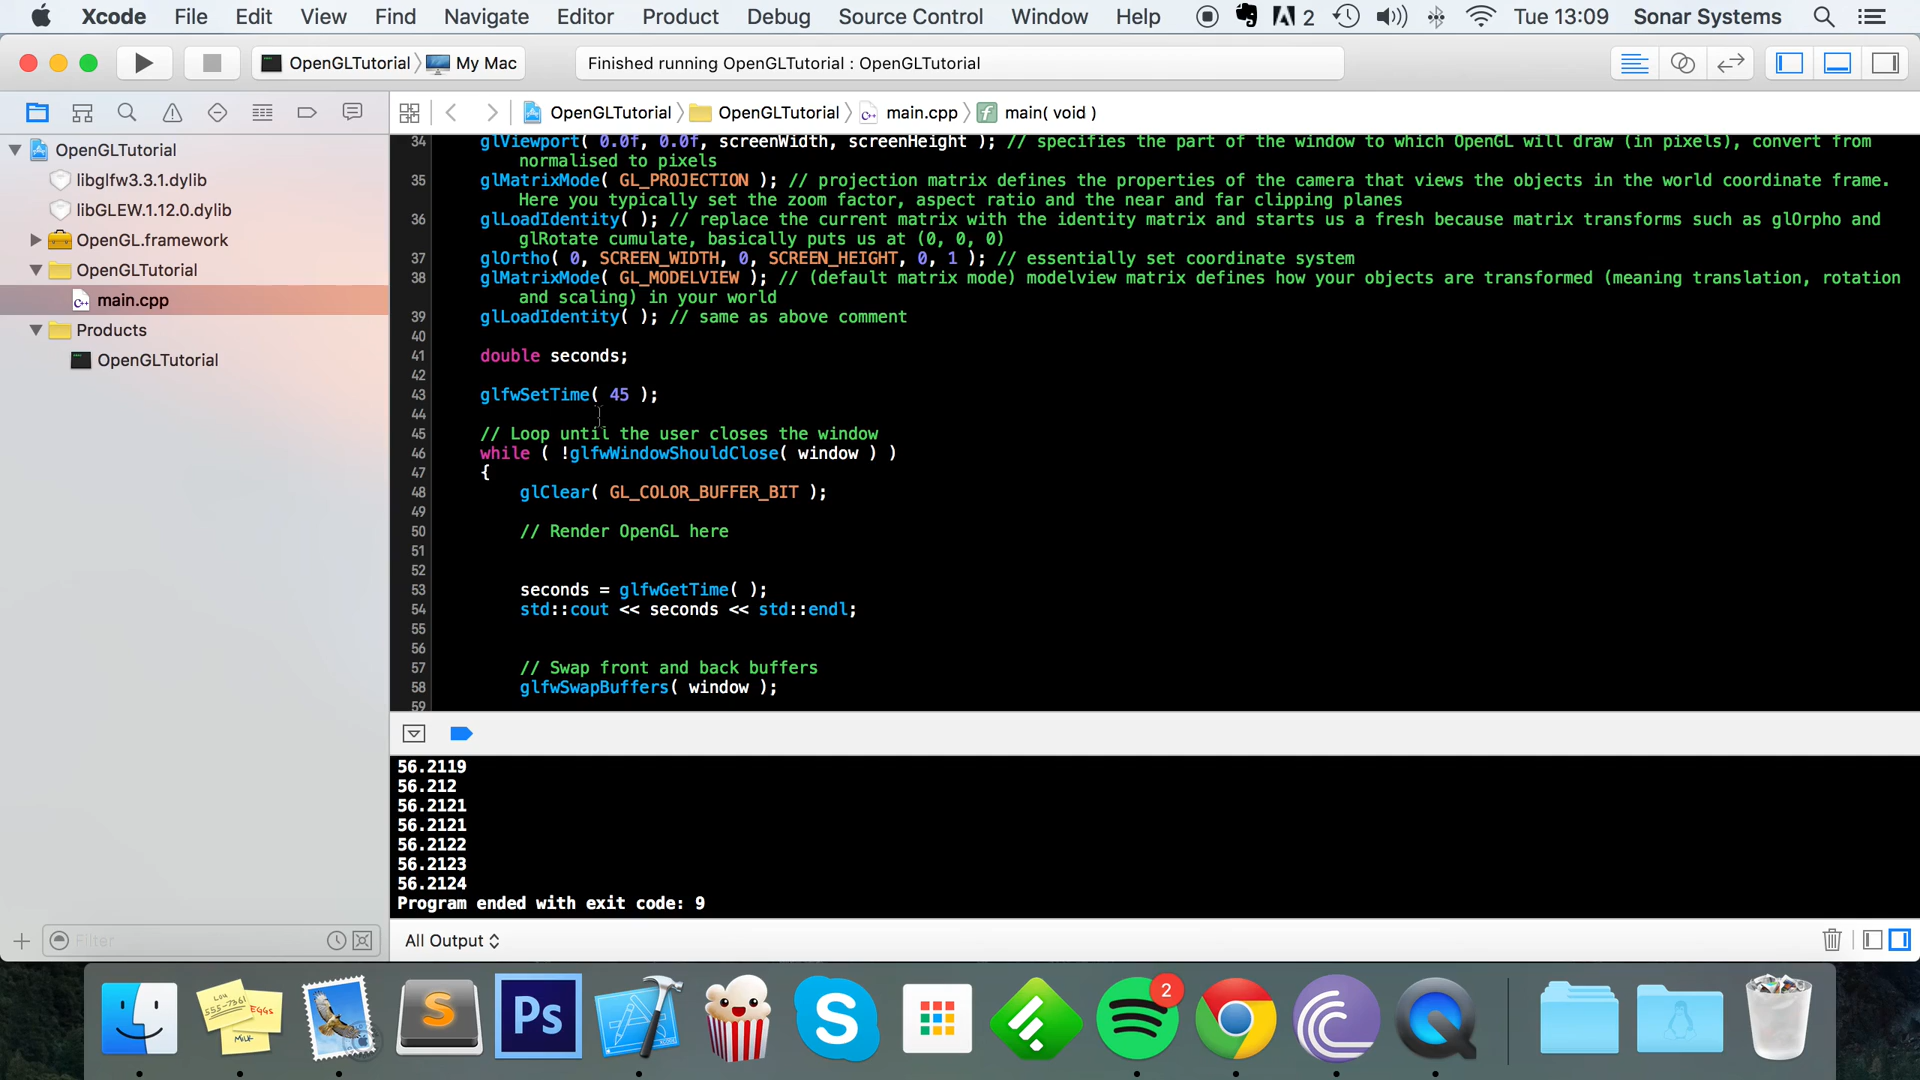 Xcode File Edit View Find Navigate Editor Product Debug Source Control Window Help 2 Tue 13:09 Sonar Systems
OpenGLTutorial My Mac Finished running OpenGLTutorial : OpenGLTutorial
OpenGLTutorial OpenGLTutorial main.cpp main( void )
OpenGLTutorial
libglfw3.3.1.dylib
libGLEW.1.12.0.dylib
OpenGL.framework
OpenGLTutorial
main.cpp
Products
OpenGLTutorial
34 glViewport( 0.0f, 0.0f, screenWidth, screenHeight ); // specifies the part of the window to which OpenGL will draw (in pixels), convert from
normalised to pixels
35 glMatrixMode( GL_PROJECTION ); // projection matrix defines the properties of the camera that views the objects in the world coordinate frame.
Here you typically set the zoom factor, aspect ratio and the near and far clipping planes
36 glLoadIdentity( ); // replace the current matrix with the identity matrix and starts us a fresh because matrix transforms such as glOrpho and
glRotate cumulate, basically puts us at (0, 0, 0)
37 glOrtho( 0, SCREEN_WIDTH, 0, SCREEN_HEIGHT, 0, 1 ); // essentially set coordinate system
38 glMatrixMode( GL_MODELVIEW ); // (default matrix mode) modelview matrix defines how your objects are transformed (meaning translation, rotation
and scaling) in your world
39 glLoadIdentity( ); // same as above comment
40
41 double seconds;
42
43 glfwSetTime( 45 );
44
45 // Loop until the user closes the window
46 while ( !glfwWindowShouldClose( window ) )
47 {
48 glClear( GL_COLOR_BUFFER_BIT );
49
50 // Render OpenGL here
51
52
53 seconds = glfwGetTime( );
54 std::cout << seconds << std::endl;
55
56
57 // Swap front and back buffers
58 glfwSwapBuffers( window );
59
56.2119
56.212
56.2121
56.2121
56.2122
56.2123
56.2124
Program ended with exit code: 9
Filter
All Output
LOU
555-7361
EGGS
MILK
S
Ps
S
2